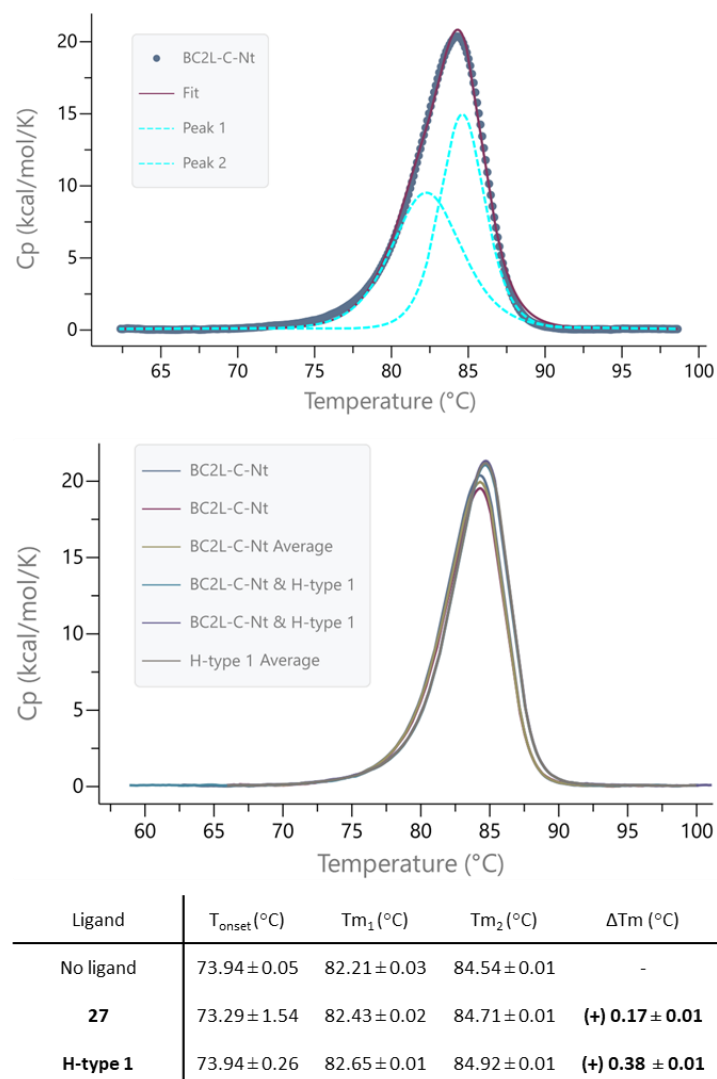 20
15
10
5
0
Cp (kcal/mol/K)
BC2L-C-Nt
Fit
Peak 1
Peak 2
65 70 75 80 85 90 95 100
Temperature (°C)
20
15
10
5
0
Cp (kcal/mol/K)
BC2L-C-Nt
BC2L-C-Nt
BC2L-C-Nt Average
BC2L-C-Nt & H-type 1
BC2L-C-Nt & H-type 1
H-type 1 Average
60 65 70 75 80 85 90 95 100
Temperature (°C)
Ligand Tonset (°C) Tm1 (°C) Tm2 (°C) ΔTm (°C)
No ligand 73.94 ± 0.05 82.21 ± 0.03 84.54 ± 0.01 -
27 73.29 ± 1.54 82.43 ± 0.02 84.71 ± 0.01 (+) 0.17 ± 0.01
H-type 1 73.94 ± 0.26 82.65 ± 0.01 84.92 ± 0.01 (+) 0.38 ± 0.01